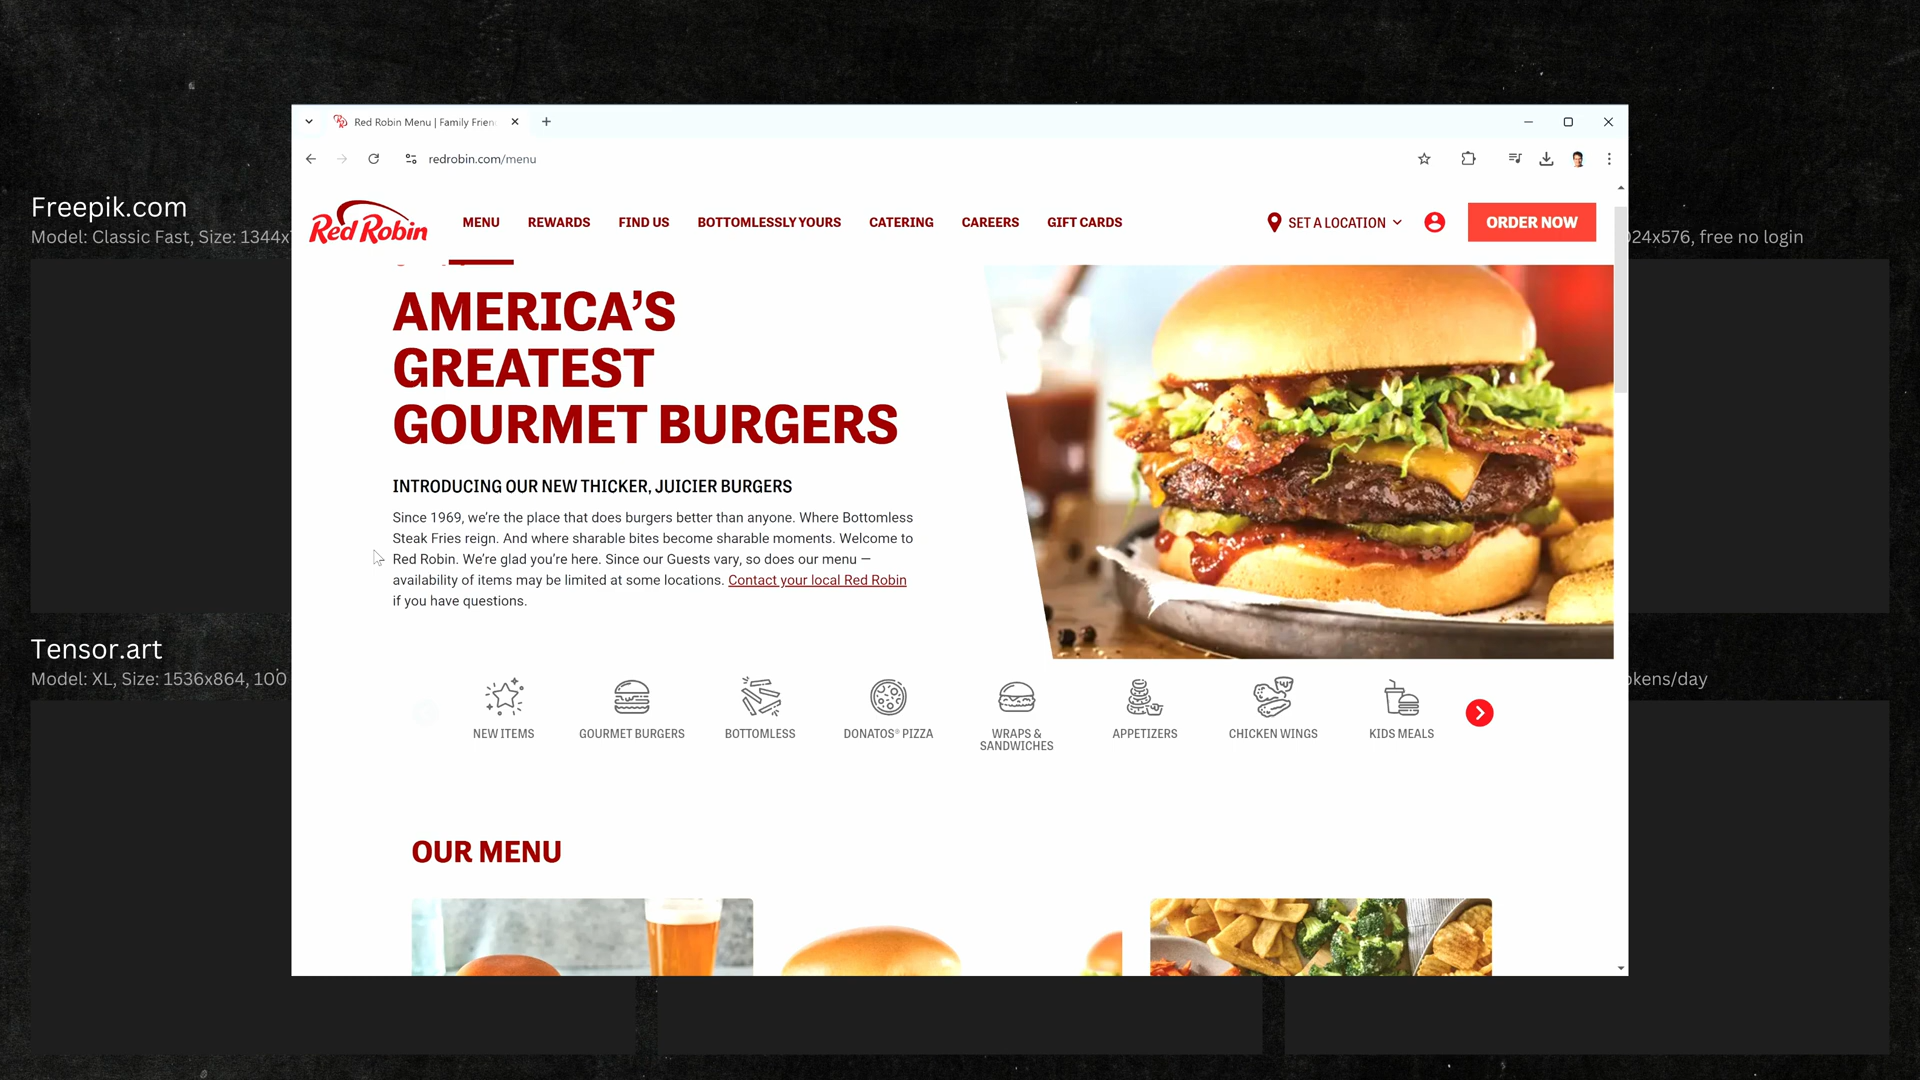 Red Robin Menu | Family Frien
redrobin.com/menu
Freepik.com
Model: Classic Fast, Size: 1344x
Red Robin
MENU
REWARDS
FIND US
BOTTOMLESSLY YOURS
CATERING
CAREERS
GIFT CARDS
SET A LOCATION
ORDER NOW
024x576, free no login
AMERICA’S
GREATEST
GOURMET BURGERS
INTRODUCING OUR NEW THICKER, JUICIER BURGERS
Since 1969, we’re the place that does burgers better than anyone. Where Bottomless
Steak Fries reign. And where sharable bites become sharable moments. Welcome to
Red Robin. We’re glad you’re here. Since our Guests vary, so does our menu —
availability of items may be limited at some locations. Contact your local Red Robin
if you have questions.
Tensor.art
Model: XL, Size: 1536x864, 100
okens/day
NEW ITEMS
GOURMET BURGERS
BOTTOMLESS
DONATOS® PIZZA
WRAPS &
SANDWICHES
APPETIZERS
CHICKEN WINGS
KIDS MEALS
OUR MENU